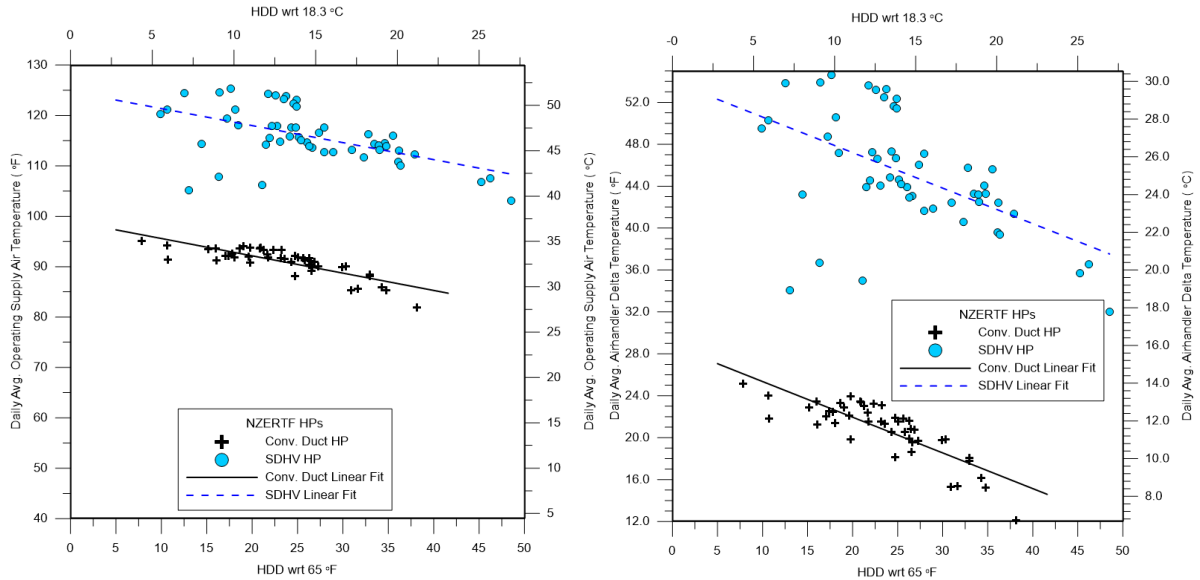 HDD wrt 18.3 °C
0 5 10 15 20 25
130
120
110
100
90
80
70
60
50
40
Daily Avg. Operating Supply Air Temperature ( °F)
50
45
40
35
30
25
20
15
10
5
Daily Avg. Operating Supply Air Temperature ( °C)
NZERTF HPs
Conv. Duct HP
SDHV HP
Conv. Duct Linear Fit
SDHV Linear Fit
0 5 10 15 20 25 30 35 40 45 50
HDD wrt 65 °F
HDD wrt 18.3 °C
-0 5 10 15 20 25
52.0
48.0
44.0
40.0
36.0
32.0
28.0
24.0
20.0
16.0
12.0
Daily Avg. Airhandler Delta Temperature ( °F)
30.0
28.0
26.0
24.0
22.0
20.0
18.0
16.0
14.0
12.0
10.0
8.0
Daily Avg. Airhandler Delta Temperature ( °C)
NZERTF HPs
Conv. Duct HP
SDHV HP
Conv. Duct Linear Fit
SDHV Linear Fit
0 5 10 15 20 25 30 35 40 45 50
HDD wrt 65 °F